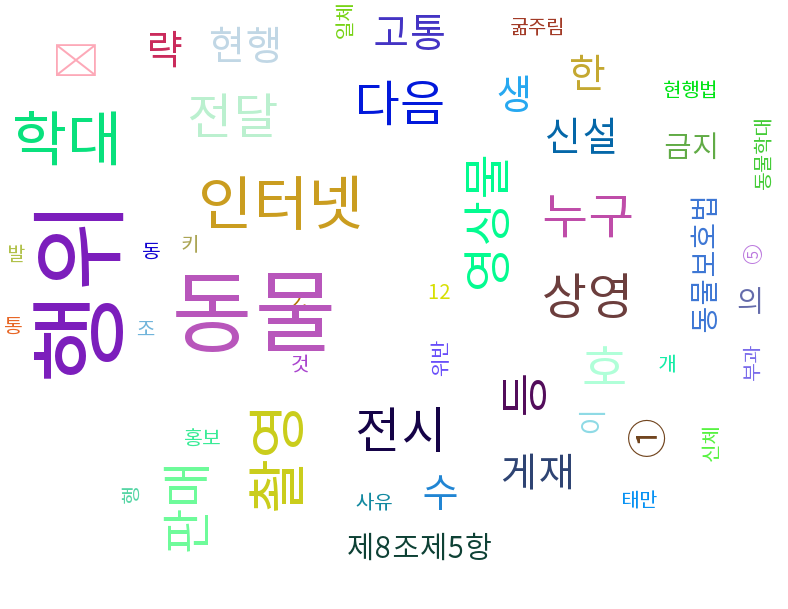 일체
고통
굶주림
략
현행
한
다음
생
현행법
전달
학대
신설
금지
동물학대
인터넷
영상물
누구
동물보호법
행위
발
동
키
⑤
동물
12
상영
의
통
조
것
위반
호
개
부과
등
홍보
촬영
전시
이
①
신체
판매
게재
행
사유
수
태만
제8조제5항